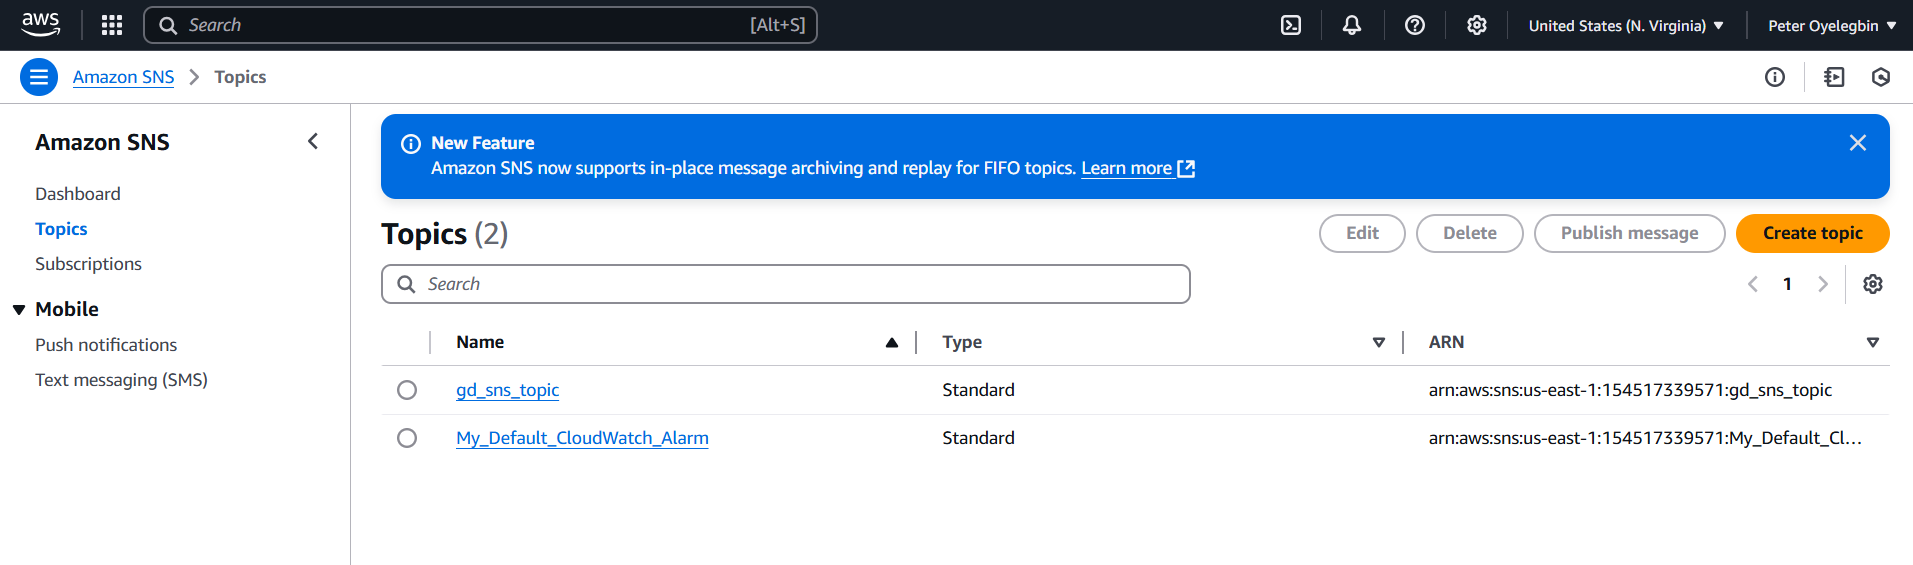 aws
Search [Alt+S]
United States (N. Virginia)
Peter Oyelegbin
Amazon SNS
Topics
Amazon SNS
Dashboard
Topics
Subscriptions
Mobile
Push notifications
Text messaging (SMS)
New Feature
Amazon SNS now supports in-place message archiving and replay for FIFO topics. Learn more
Topics (2)
Edit
Delete
Publish message
Create topic
Search
1
Name Type ARN
gd_sns_topic Standard arn:aws:sns:us-east-1:154517339571:gd_sns_topic
My_Default_CloudWatch_Alarm Standard arn:aws:sns:us-east-1:154517339571:My_Default_Cl...